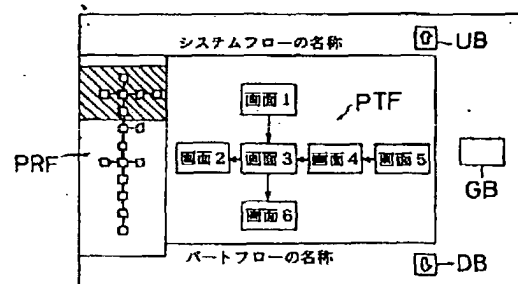 システムフローの名称
UB
画面1
PTF
PRF
画面2
画面3
画面4
画面5
GB
画面6
パートフローの名称
DB